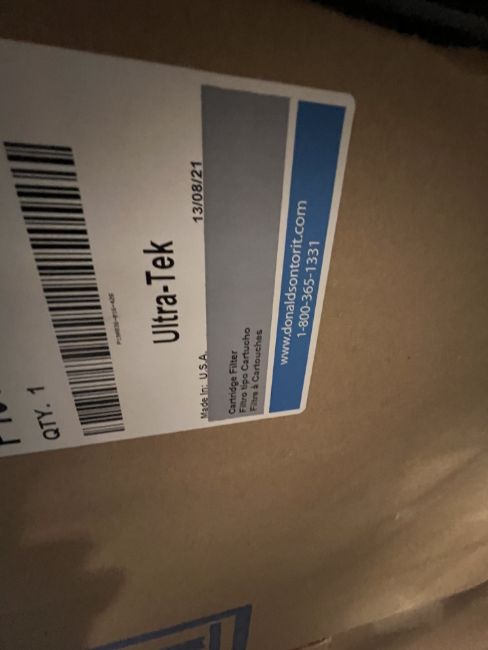 QTY. 1
Ultra-Tek
Made In: U.S.A.
13/08/21
Cartridge Filter
Filtro tipo Cartucho
Filtre à Cartouches
www.donaldsontorit.com
1-800-365-1331